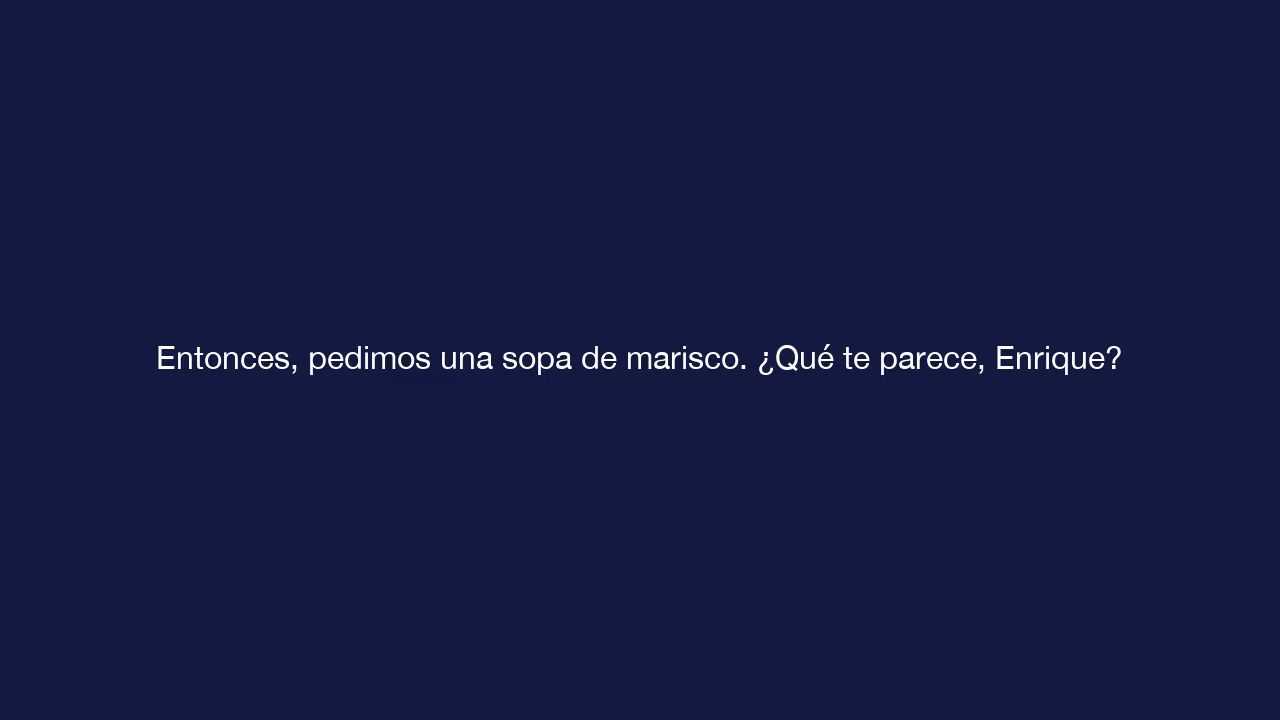 Entonces, pedimos una sopa de marisco. ¿Qué te parece, Enrique?